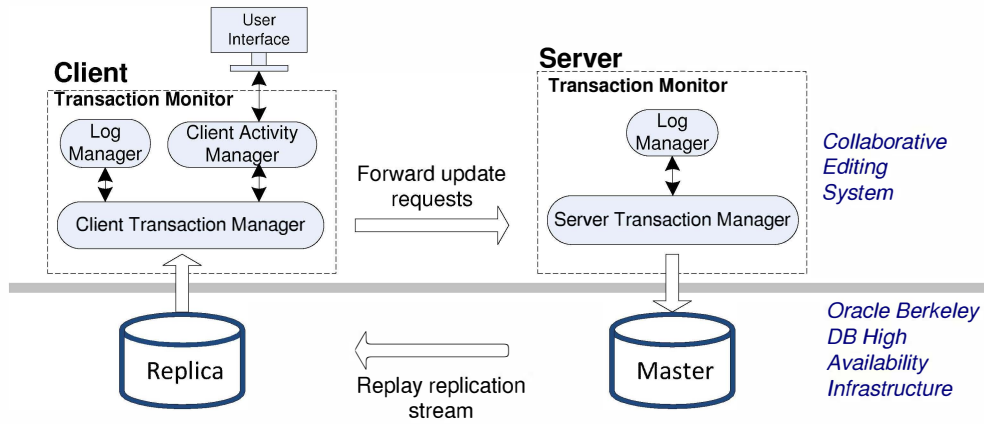 User
Interface
Client
Transaction Monitor
Log
Manager
Client Activity
Manager
Client Transaction Manager
Forward update
requests
Server
Transaction Monitor
Log
Manager
Server Transaction Manager
Collaborative
Editing
System
Replica
Replay replication
stream
Master
Oracle Berkeley
DB High
Availability
Infrastructure